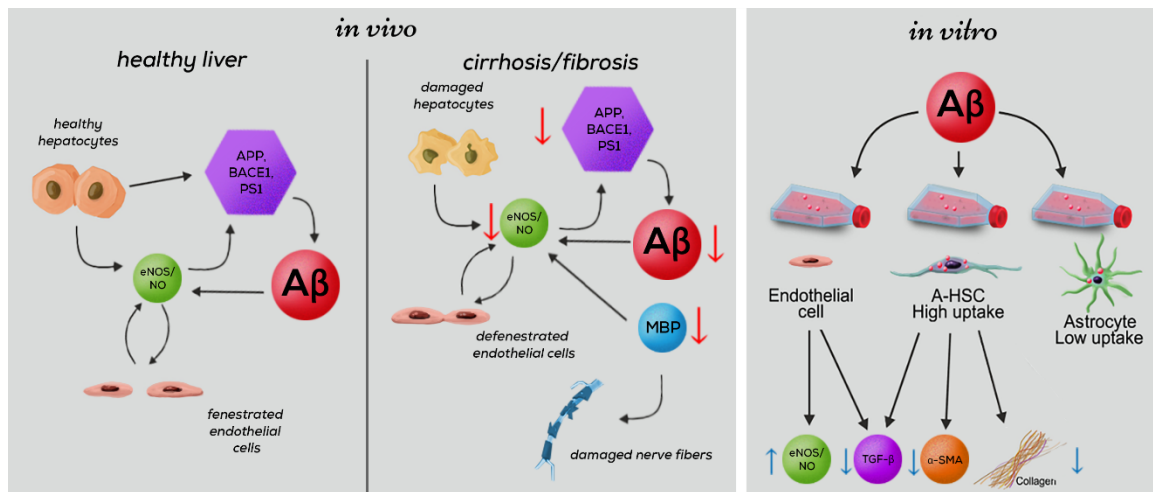 in vivo
healthy liver
healthy
hepatocytes
APP,
BACE1,
PS1
eNOS/
NO
Aβ
fenestrated
endothelial
cells
cirrhosis/fibrosis
damaged
hepatocytes
APP,
BACE1,
PS1
eNOS/
NO
Aβ
MBP
defenestrated
endothelial cells
damaged nerve fibers
in vitro
Aβ
Endothelial
cell
A-HSC
High uptake
Astrocyte
Low uptake
eNOS/
NO
TGF-β
α-SMA
Collagen